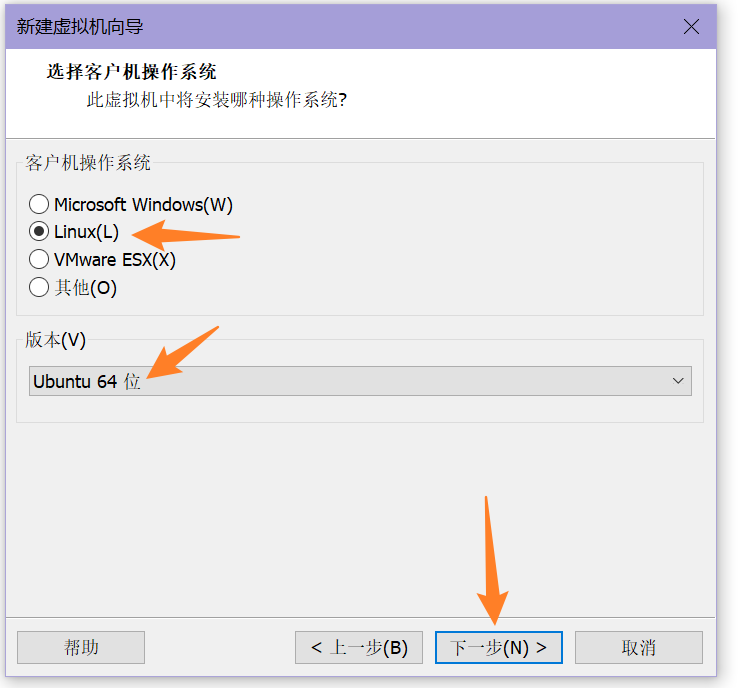 新建虚拟机向导
选择客户机操作系统
此虚拟机中将安装哪种操作系统?
客户机操作系统
Microsoft Windows(W)
Linux(L)
VMware ESX(X)
其他(O)
版本(V)
Ubuntu 64 位
帮助
< 上一步(B)
下一步(N) >
取消